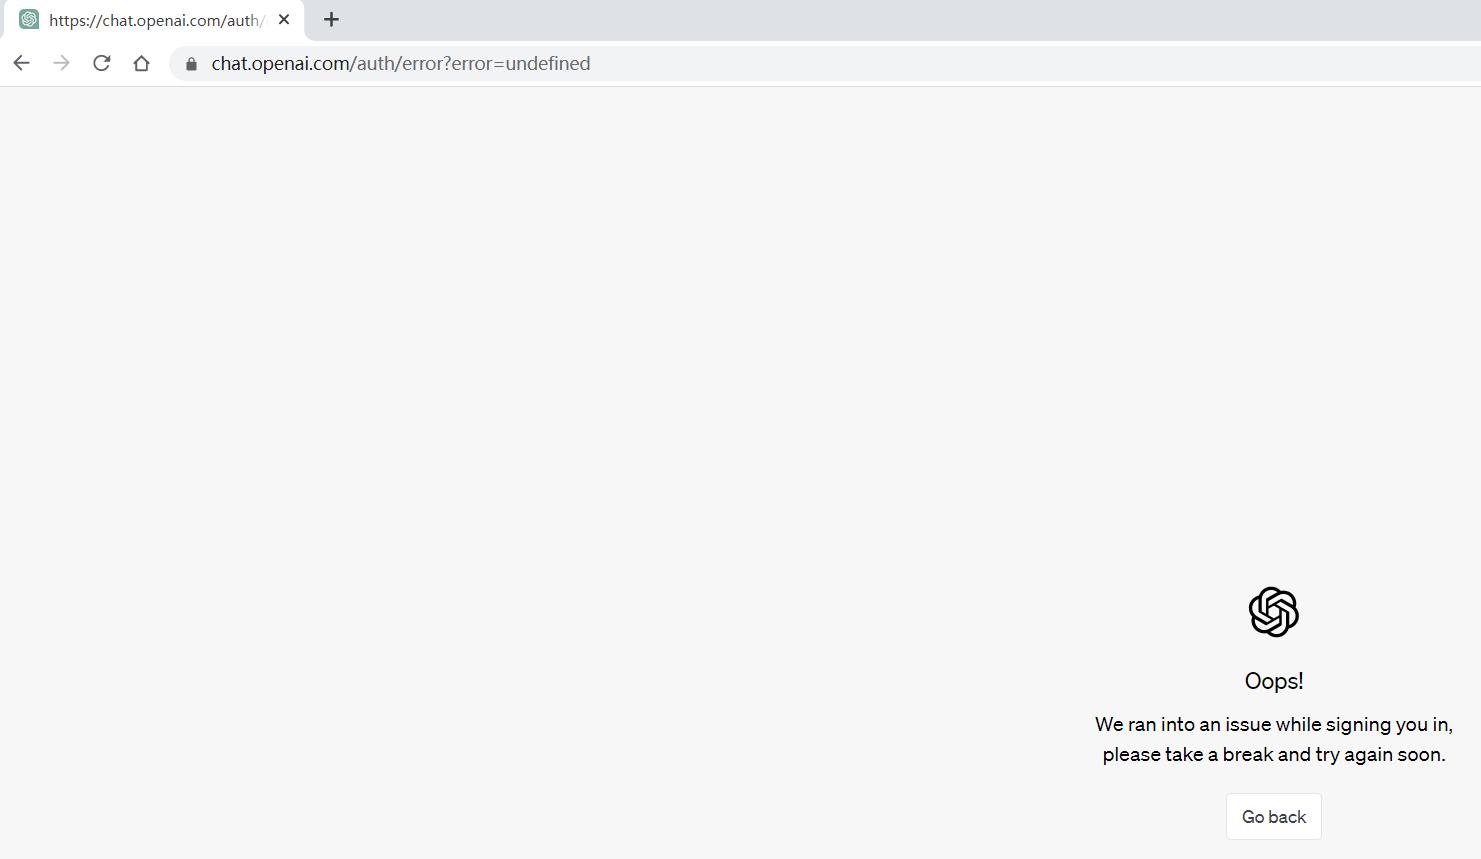 https://chat.openai.com/auth/
chat.openai.com/auth/error?error=undefined
Oops!
We ran into an issue while signing you in,
please take a break and try again soon.
Go back